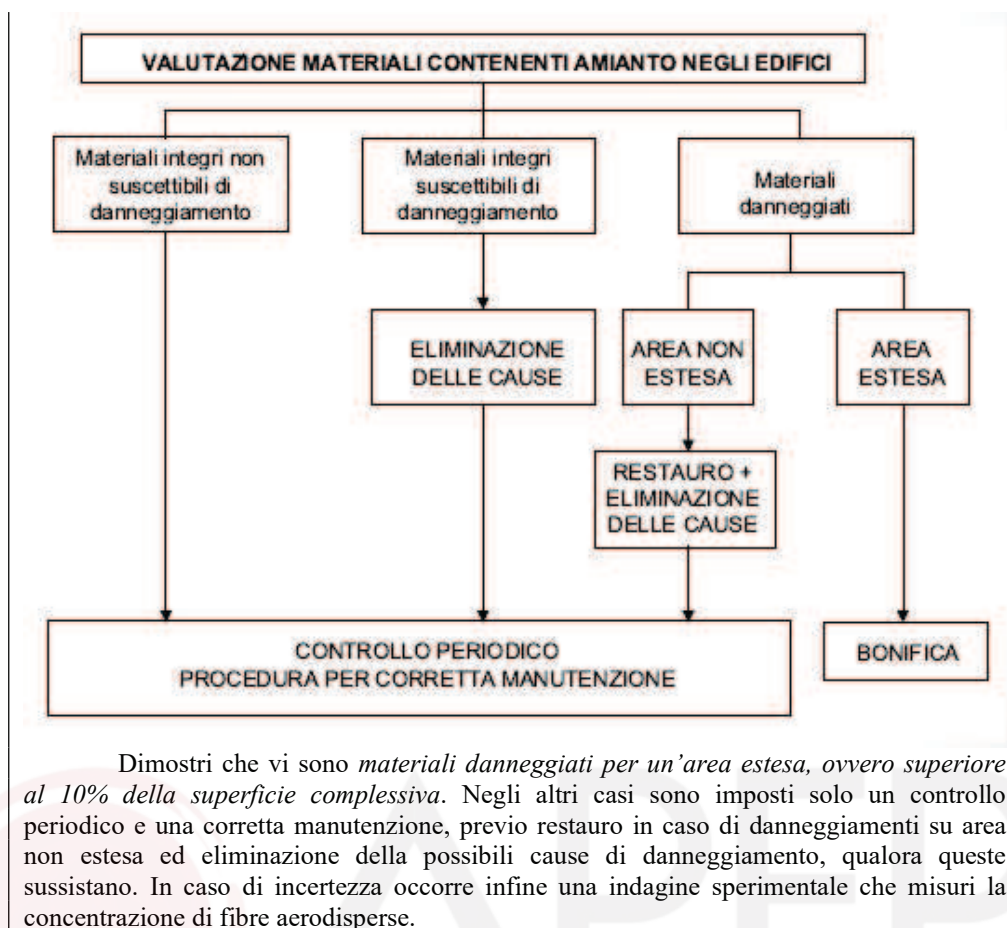 VALUTAZIONE MATERIALI CONTENENTI AMIANTO NEGLI EDIFICI
Materiali integri non
suscettibili di
danneggiamento
Materiali integri
suscettibili di
danneggiamento
Materiali
danneggiati
ELIMINAZIONE
DELLE CAUSE
AREA NON
ESTESA
AREA
ESTESA
RESTAURO +
ELIMINAZIONE
DELLE CAUSE
CONTROLLO PERIODICO
PROCEDURA PER CORRETTA MANUTENZIONE
BONIFICA
Dimostri che vi sono materiali danneggiati per un’area estesa, ovvero superiore
al 10% della superficie complessiva. Negli altri casi sono imposti solo un controllo
periodico e una corretta manutenzione, previo restauro in caso di danneggiamenti su area
non estesa ed eliminazione della possibili cause di danneggiamento, qualora queste
sussistano. In caso di incertezza occorre infine una indagine sperimentale che misuri la
concentrazione di fibre aerodisperse.